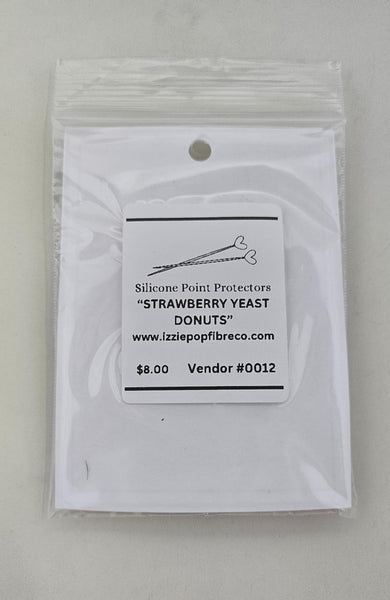 Silicone Point Protectors
“STRAWBERRY YEAST
DONUTS”
www.izziepopfibreco.com
$8.00 Vendor #0012